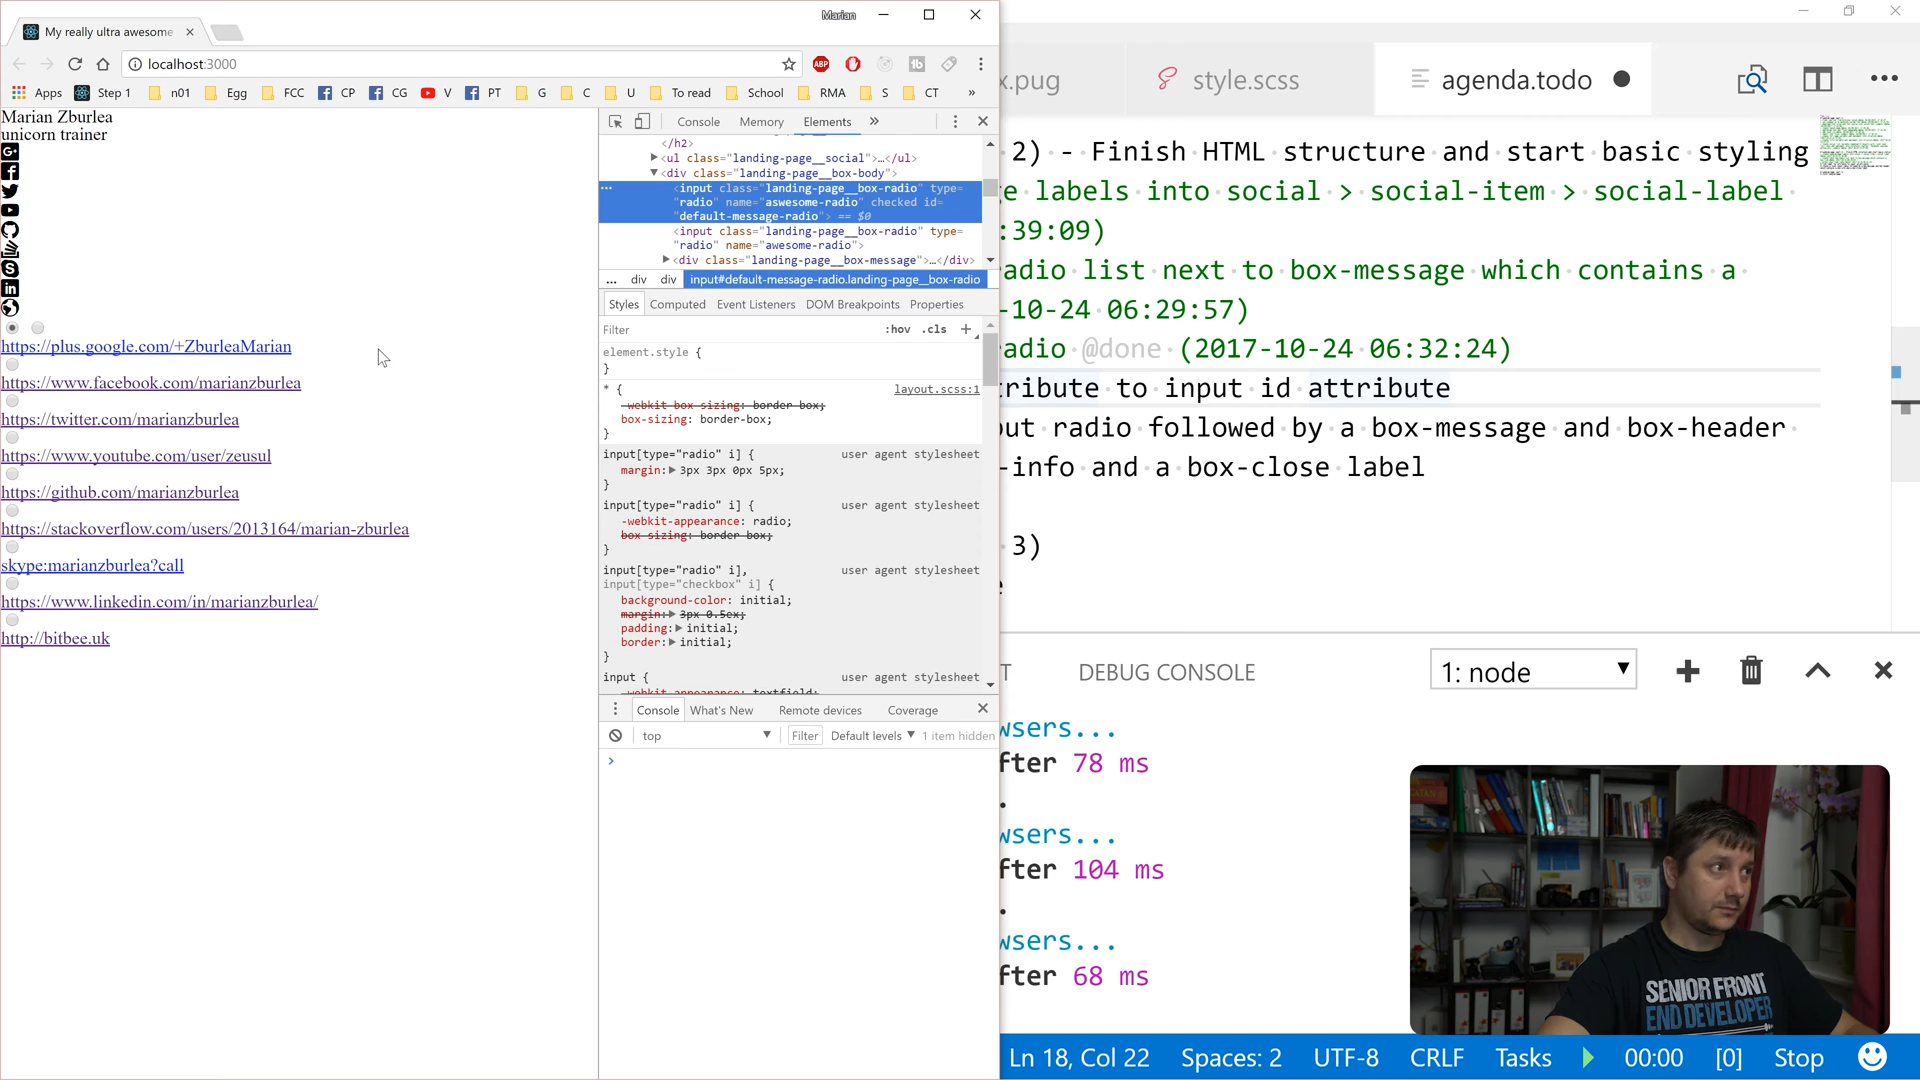 Marian
My really ultra awesome
localhost:3000
Apps Step 1 n01 Egg FCC CP CG V PT G C U To read School RMA S CT »
Marian Zburlea
unicorn trainer
https://plus.google.com/+ZburleaMarian
https://www.facebook.com/marianzburlea
https://twitter.com/marianzburlea
https://www.youtube.com/user/zeusul
https://github.com/marianzburlea
https://stackoverflow.com/users/2013164/marian-zburlea
skype:marianzburlea?call
https://www.linkedin.com/in/marianzburlea/
http://bitbee.uk
Console Memory Elements »
</h2>
<ul class="landing-page__social">…</ul>
<div class="landing-page__box-body">
<input class="landing-page__box-radio" type=
"radio" name="aswesome-radio" checked id=
"default-message-radio"> == $0
<input class="landing-page__box-radio" type=
"radio" name="awesome-radio">
<div class="landing-page__box-message">…</div>
... div div input#default-message-radio.landing-page__box-radio
Styles Computed Event Listeners DOM Breakpoints Properties
Filter :hov .cls +
element.style {
}
* { layout.scss:1
-webkit-box-sizing: border-box;
box-sizing: border-box;
}
input[type="radio" i] { user agent stylesheet
margin: 3px 3px 0px 5px;
}
input[type="radio" i] { user agent stylesheet
-webkit-appearance: radio;
box-sizing: border-box;
}
input[type="radio" i], user agent stylesheet
input[type="checkbox" i] {
background-color: initial;
margin: 3px 0.5ex;
padding: initial;
border: initial;
}
input { user agent stylesheet
-webkit-appearance: textfield;
Console What's New Remote devices Coverage
top Filter Default levels 1 item hidden
x.pug style.scss agenda.todo
2) - Finish HTML structure and start basic styling
labels into social > social-item > social-label
:39:09)
adio list next to box-message which contains a
-10-24 06:29:57)
adio @done (2017-10-24 06:32:24)
tribute to input id attribute
out radio followed by a box-message and box-header
-info and a box-close label
3)
T DEBUG CONSOLE 1: node
wsers...
fter 78 ms
.
wsers...
fter 104 ms
.
wsers...
fter 68 ms
SENIOR FRONT
END DEVELOPER
Ln 18, Col 22 Spaces: 2 UTF-8 CRLF Tasks 00:00 [0] Stop